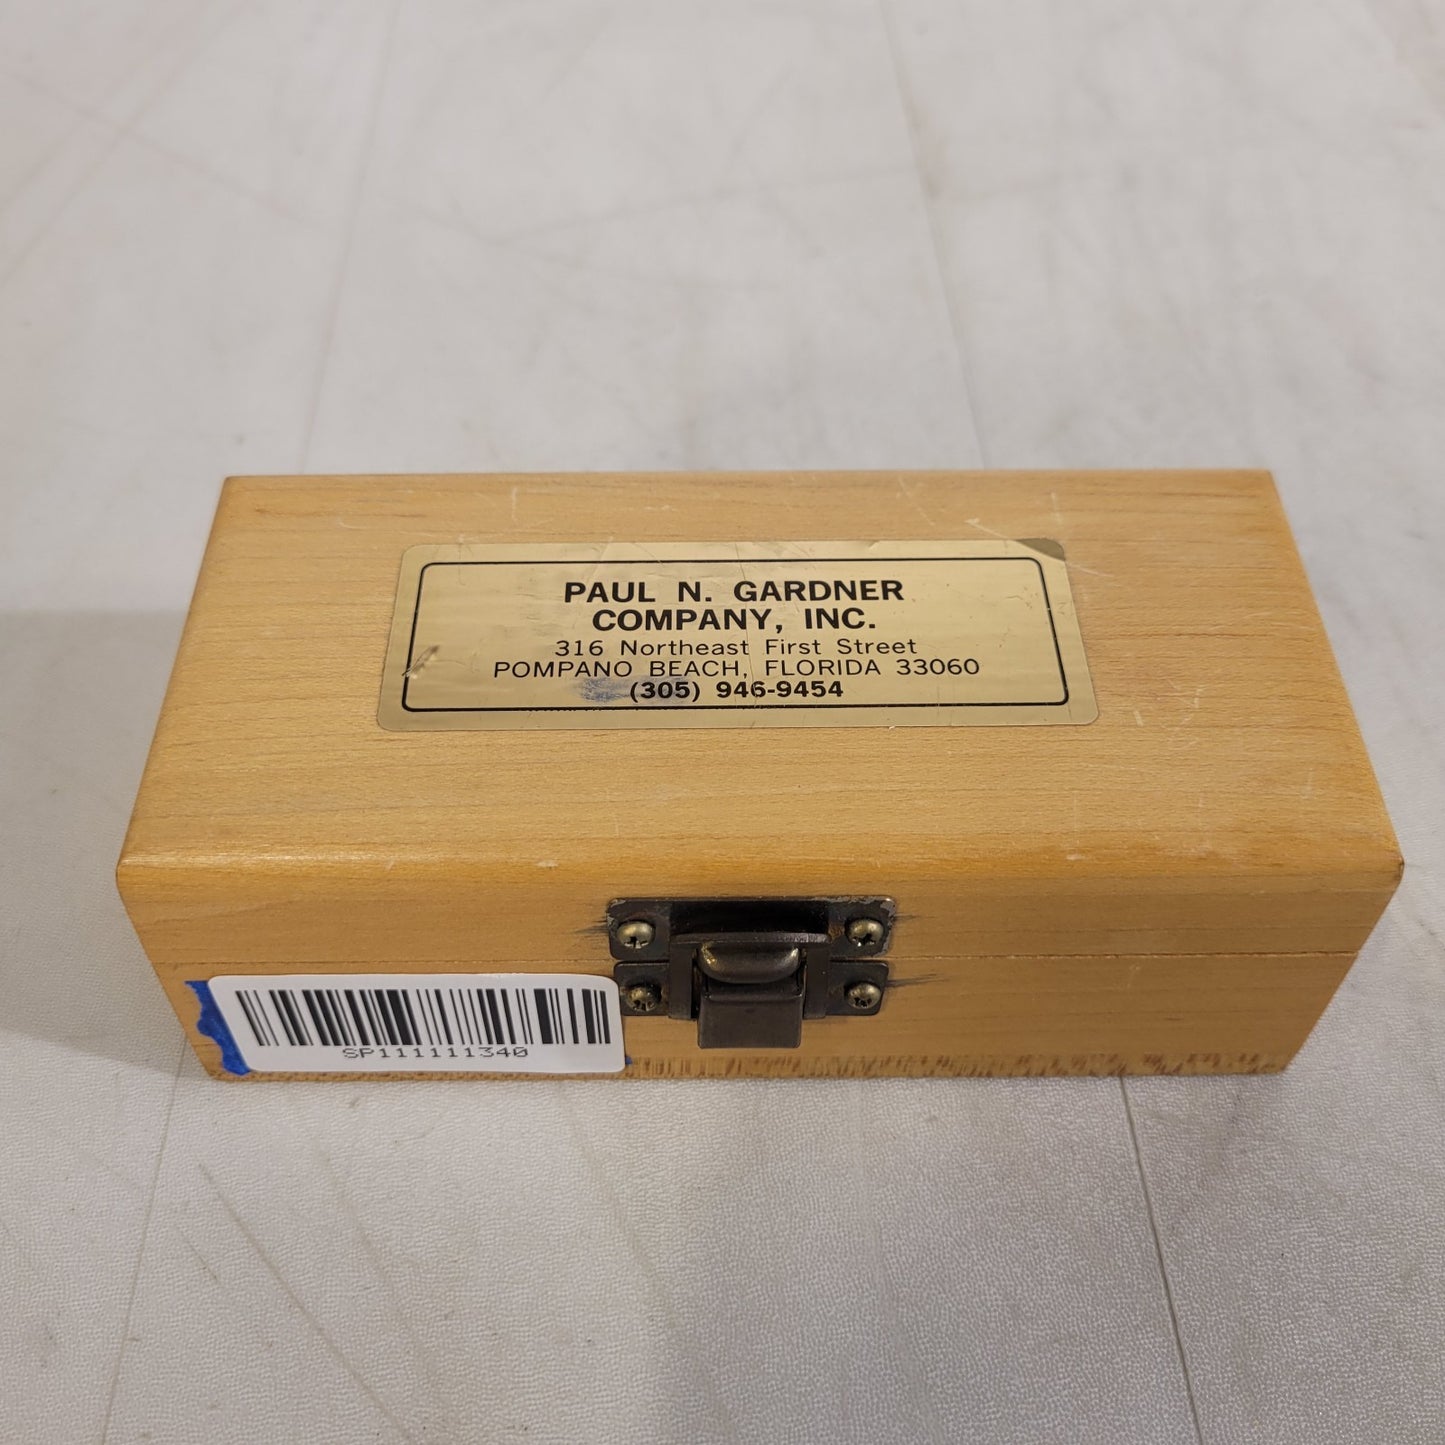 PAUL N. GARDNER
COMPANY, INC.
316 Northeast First Street
POMPANO BEACH, FLORIDA 33060
(305) 946-9454
SP111111340